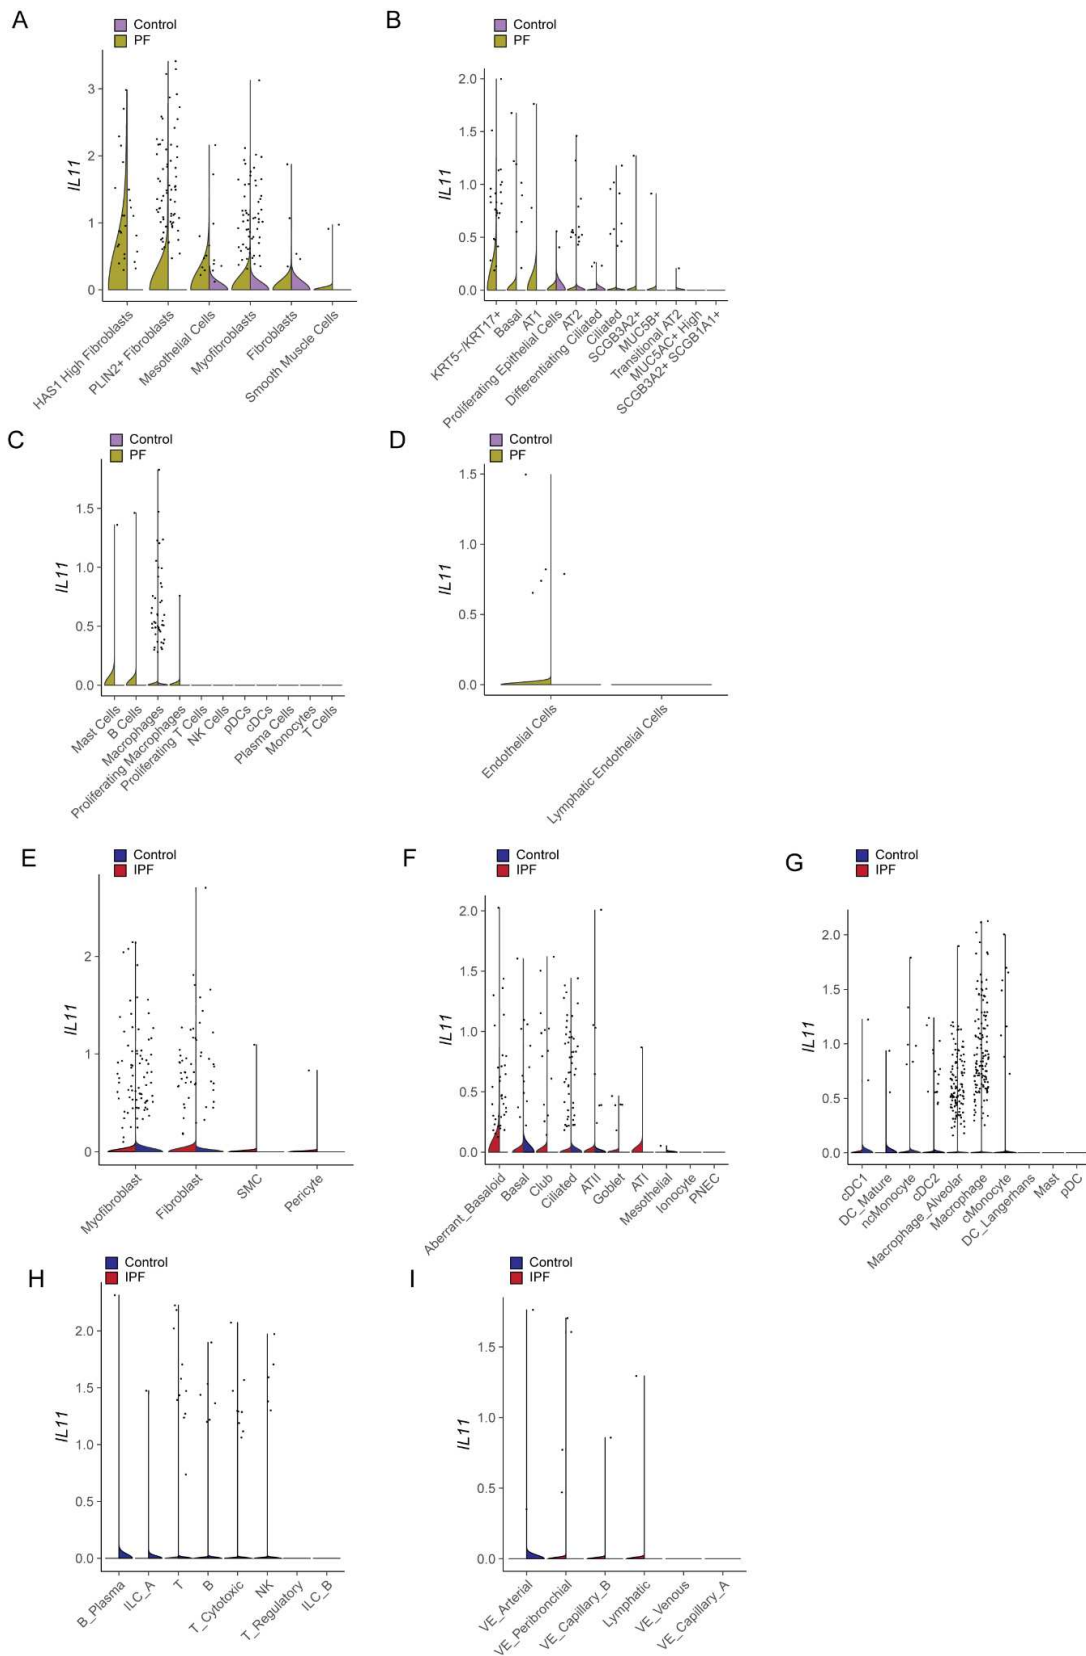 A
Control
PF
IL11
3
2
1
0
HAS1 High Fibroblasts
PLIN2+ Fibroblasts
Mesothelial Cells
Myofibroblasts
Fibroblasts
Smooth Muscle Cells
B
Control
PF
IL11
2.0
1.5
1.0
0.5
0.0
KRT5−/KRT17+
Basal
AT1
Proliferating Epithelial Cells
AT2
Differentiating Ciliated
Ciliated
SCGB3A2+
MUC5B+
Transitional AT2
MUC5AC+ High
SCGB3A2+ SCGB1A1+
C
Control
PF
IL11
1.5
1.0
0.5
0.0
Mast Cells
B Cells
Macrophages
Proliferating Macrophages
Proliferating T Cells
NK Cells
pDCs
cDCs
Plasma Cells
Monocytes
T Cells
D
Control
PF
IL11
1.5
1.0
0.5
0.0
Endothelial Cells
Lymphatic Endothelial Cells
E
Control
IPF
IL11
2
1
0
Myofibroblast
Fibroblast
SMC
Pericyte
F
Control
IPF
IL11
2.0
1.5
1.0
0.5
0.0
Aberrant_Basaloid
Basal
Club
Ciliated
ATII
Goblet
ATI
Mesothelial
Ionocyte
PNEC
G
Control
IPF
IL11
2.0
1.5
1.0
0.5
0.0
cDC1
DC_Mature
ncMonocyte
cDC2
Macrophage_Alveolar
Macrophage
cMonocyte
DC_Langerhans
Mast
pDC
H
Control
IPF
IL11
2.0
1.5
1.0
0.5
0.0
B_Plasma
ILC_A
T
B
T_Cytotoxic
NK
T_Regulatory
ILC_B
I
Control
IPF
IL11
1.5
1.0
0.5
0.0
VE_Arterial
VE_Peribronchial
VE_Capillary_B
Lymphatic
VE_Venous
VE_Capillary_A